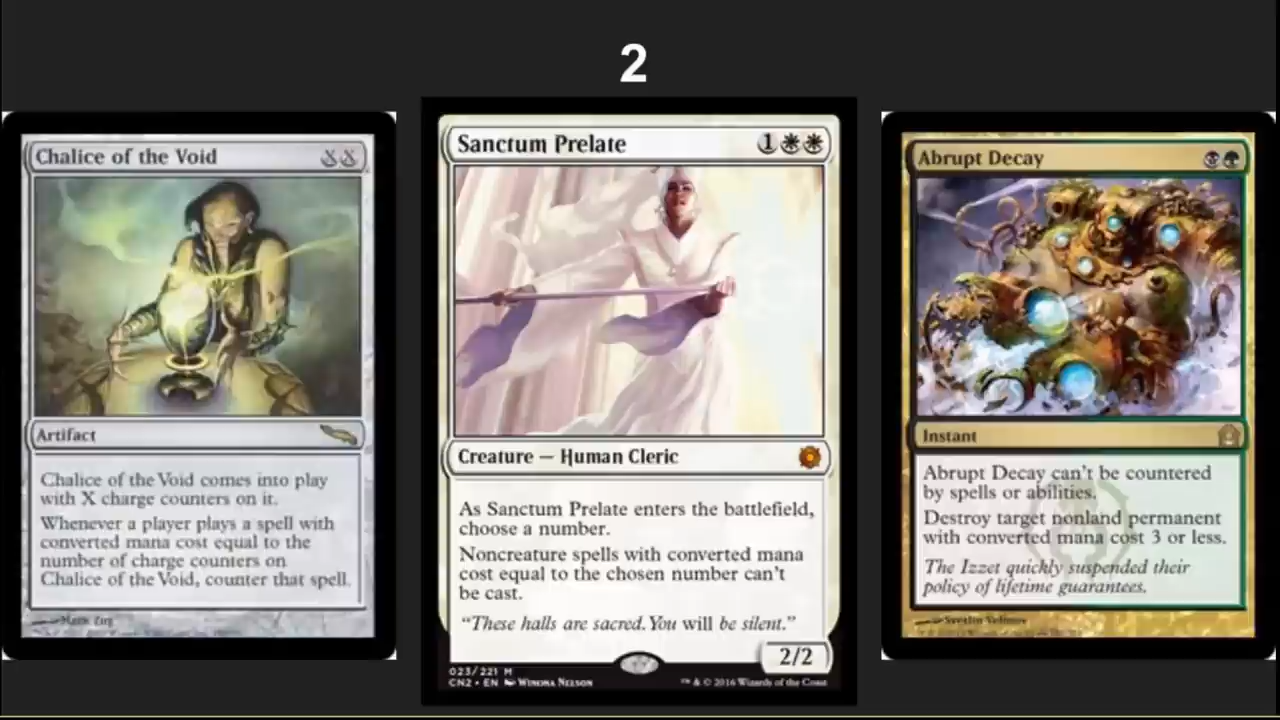 2
Chalice of the Void XX
Artifact
Chalice of the Void comes into play
with X charge counters on it.
Whenever a player plays a spell with
converted mana cost equal to the
number of charge counters on
Chalice of the Void, counter that spell.
Sanctum Prelate 1
Creature — Human Cleric
As Sanctum Prelate enters the battlefield,
choose a number.
Noncreature spells with converted mana
cost equal to the chosen number can't
be cast.
“These halls are sacred. You will be silent.”
2/2
023/221 M
CN2 • EN Winona Nelson
™ & © 2016 Wizards of the Coast
Abrupt Decay
Instant
Abrupt Decay can't be countered
by spells or abilities.
Destroy target nonland permanent
with converted mana cost 3 or less.
The Izzet quickly suspended their
policy of lifetime guarantees.